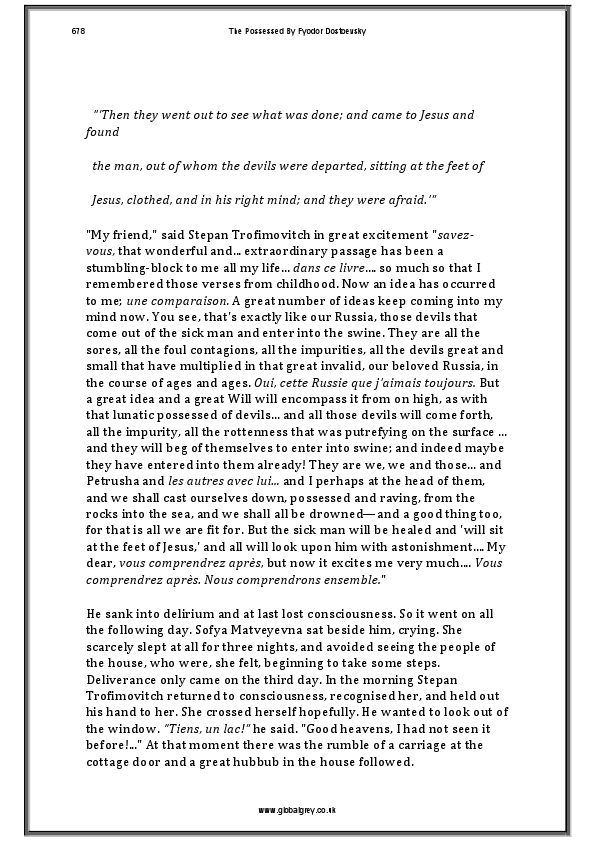 678
The Possessed By Fyodor Dostoevsky
"'Then they went out to see what was done; and came to Jesus and
found
the man, out of whom the devils were departed, sitting at the feet of
Jesus, clothed, and in his right mind; and they were afraid.'"
"My friend," said Stepan Trofimovitch in great excitement "savez-
vous, that wonderful and... extraordinary passage has been a
stumbling-block to me all my life... dans ce livre.... so much so that I
remembered those verses from childhood. Now an idea has occurred
to me; une comparaison. A great number of ideas keep coming into my
mind now. You see, that's exactly like our Russia, those devils that
come out of the sick man and enter into the swine. They are all the
sores, all the foul contagions, all the impurities, all the devils great and
small that have multiplied in that great invalid, our beloved Russia, in
the course of ages and ages. Oui, cette Russie que j'aimais toujours. But
a great idea and a great Will will encompass it from on high, as with
that lunatic possessed of devils... and all those devils will come forth,
all the impurity, all the rottenness that was putrefying on the surface ...
and they will beg of themselves to enter into swine; and indeed maybe
they have entered into them already! They are we, we and those... and
Petrusha and les autres avec lui... and I perhaps at the head of them,
and we shall cast ourselves down, possessed and raving, from the
rocks into the sea, and we shall all be drowned—and a good thing too,
for that is all we are fit for. But the sick man will be healed and 'will sit
at the feet of Jesus,' and all will look upon him with astonishment.... My
dear, vous comprendrez après, but now it excites me very much.... Vous
comprendrez après. Nous comprendrons ensemble."
He sank into delirium and at last lost consciousness. So it went on all
the following day. Sofya Matveyevna sat beside him, crying. She
scarcely slept at all for three nights, and avoided seeing the people of
the house, who were, she felt, beginning to take some steps.
Deliverance only came on the third day. In the morning Stepan
Trofimovitch returned to consciousness, recognised her, and held out
his hand to her. She crossed herself hopefully. He wanted to look out of
the window. "Tiens, un lac!" he said. "Good heavens, I had not seen it
before!..." At that moment there was the rumble of a carriage at the
cottage door and a great hubbub in the house followed.
www.globalgrey.co.uk